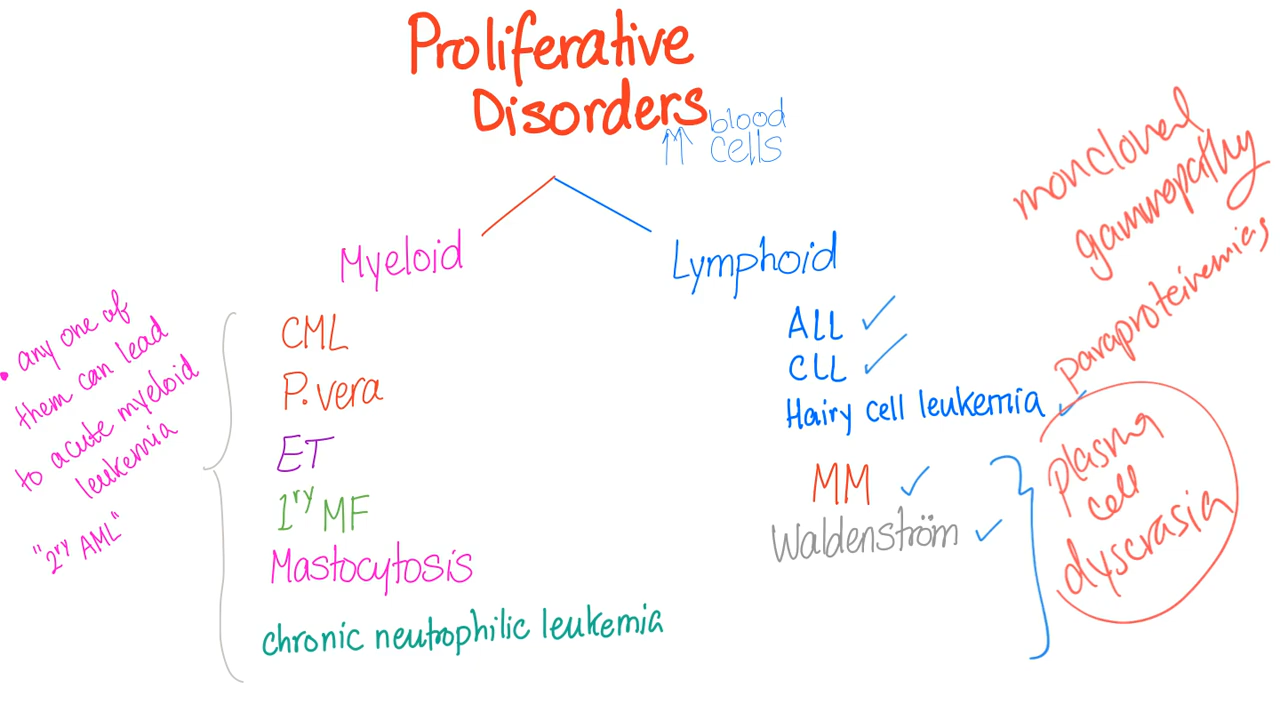 Proliferative
Disorders
↑↑ blood
cells
Myeloid
Lymphoid
• any one of
them can lead
to acute myeloid
leukemia
"2ry AML"
CML
P. vera
ET
1ry MF
Mastocytosis
chronic neutrophilic leukemia
ALL ✓
CLL ✓
Hairy cell leukemia ✓
MM ✓
Waldenström ✓
monclonal
gammopathy
paraproteinemias
plasma
cell
dyscrasia